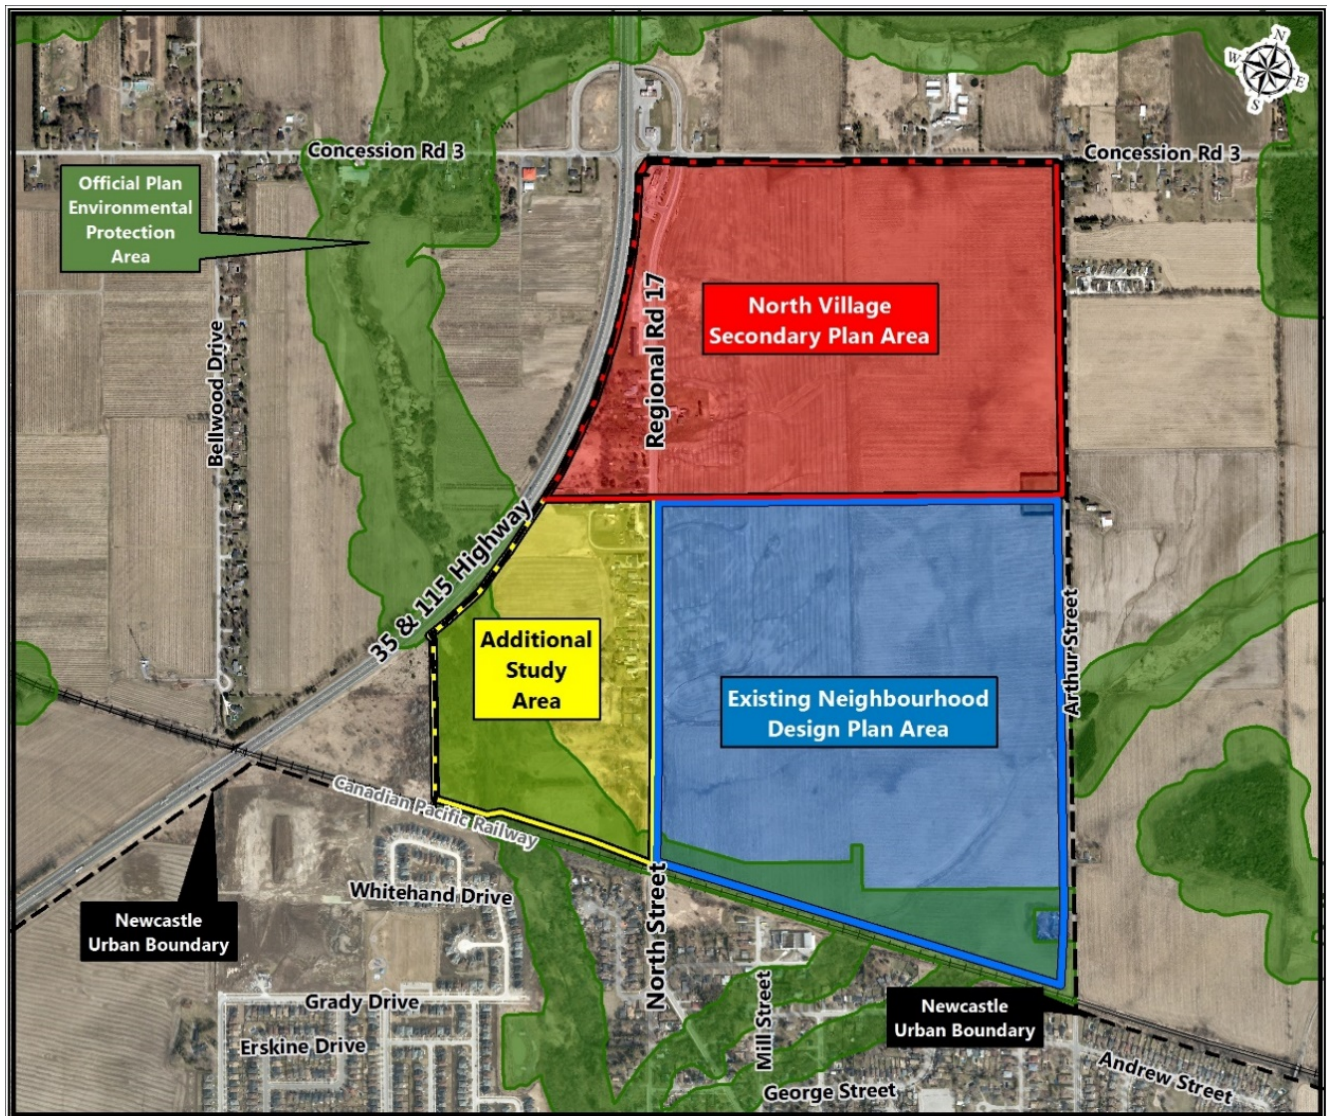 N
W
E
S
Concession Rd 3
Concession Rd 3
Official Plan
Environmental
Protection
Area
North Village
Secondary Plan Area
Regional Rd 17
Bellwood Drive
35 & 115 Highway
Additional
Study
Area
Existing Neighbourhood
Design Plan Area
Arthur Street
Canadian Pacific Railway
Whitehand Drive
Newcastle
Urban Boundary
North Street
Grady Drive
Mill Street
Newcastle
Urban Boundary
Erskine Drive
George Street
Andrew Street